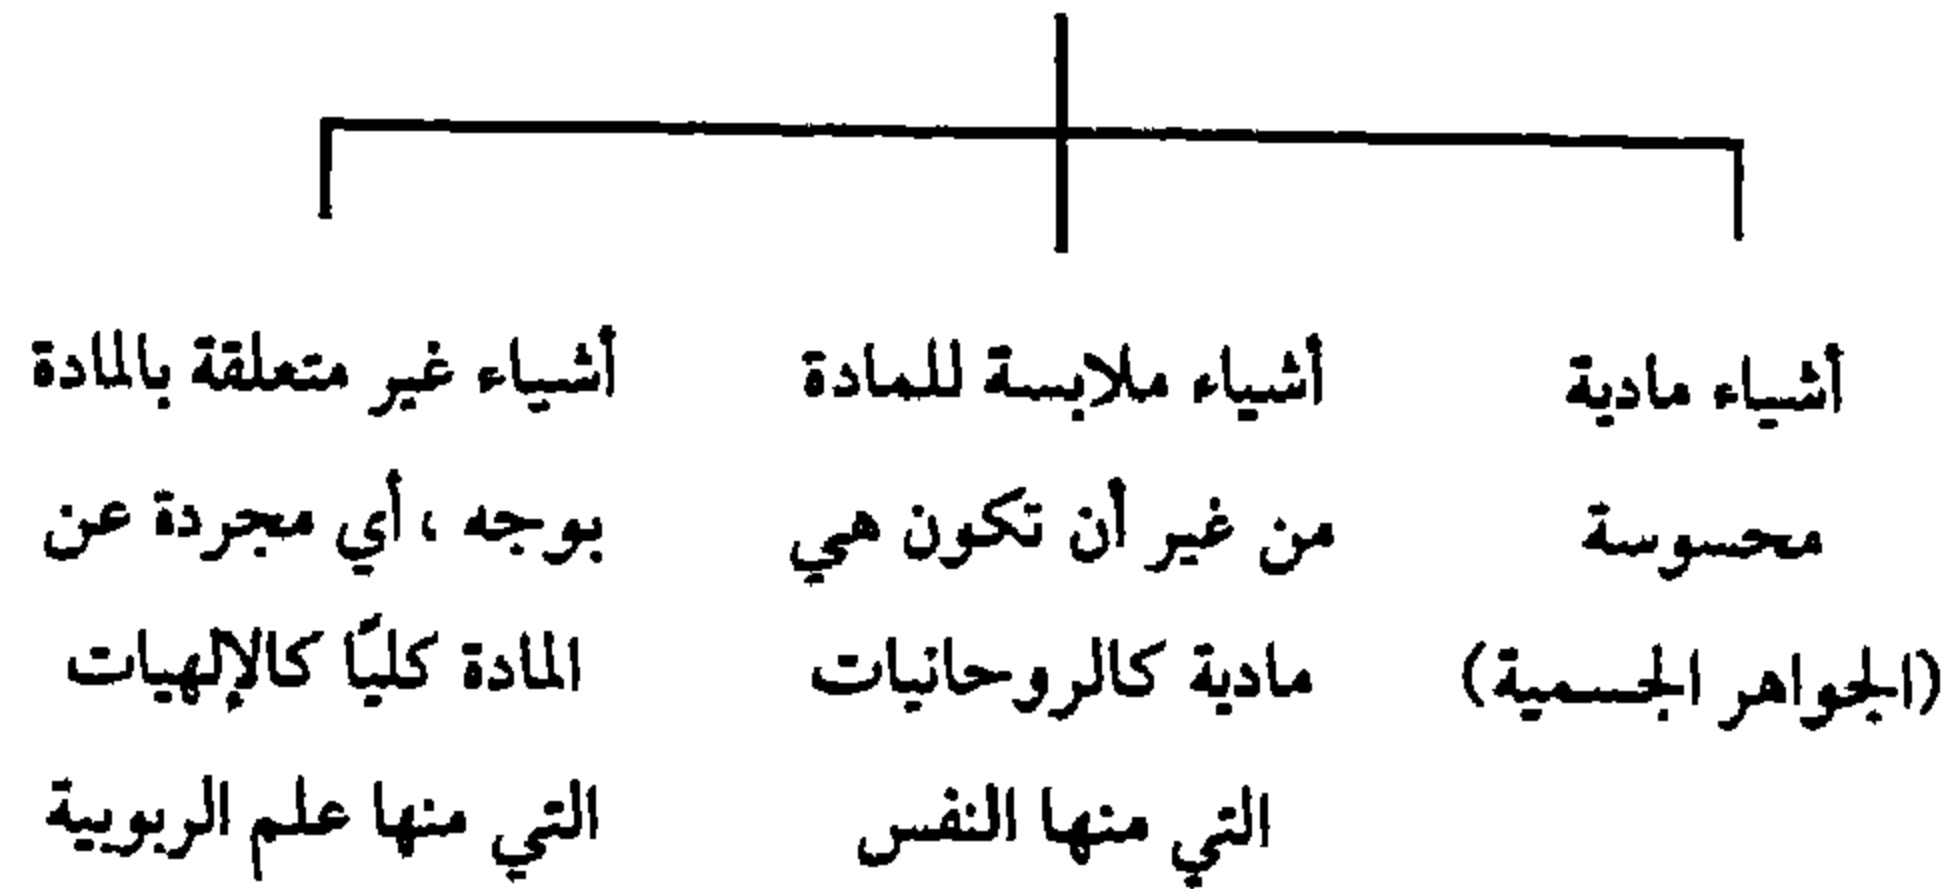 أشياء مادية
محسوسة
(الجواهر الجسمية)
أشياء ملابسة للمادة
من غير أن تكون هي
مادية كالروحانيات
التي منها النفس
أشياء غير متعلقة بالمادة
بوجه ، أي مجردة عن
المادة كليًا كالإلهيات
التي منها علم الربوبية